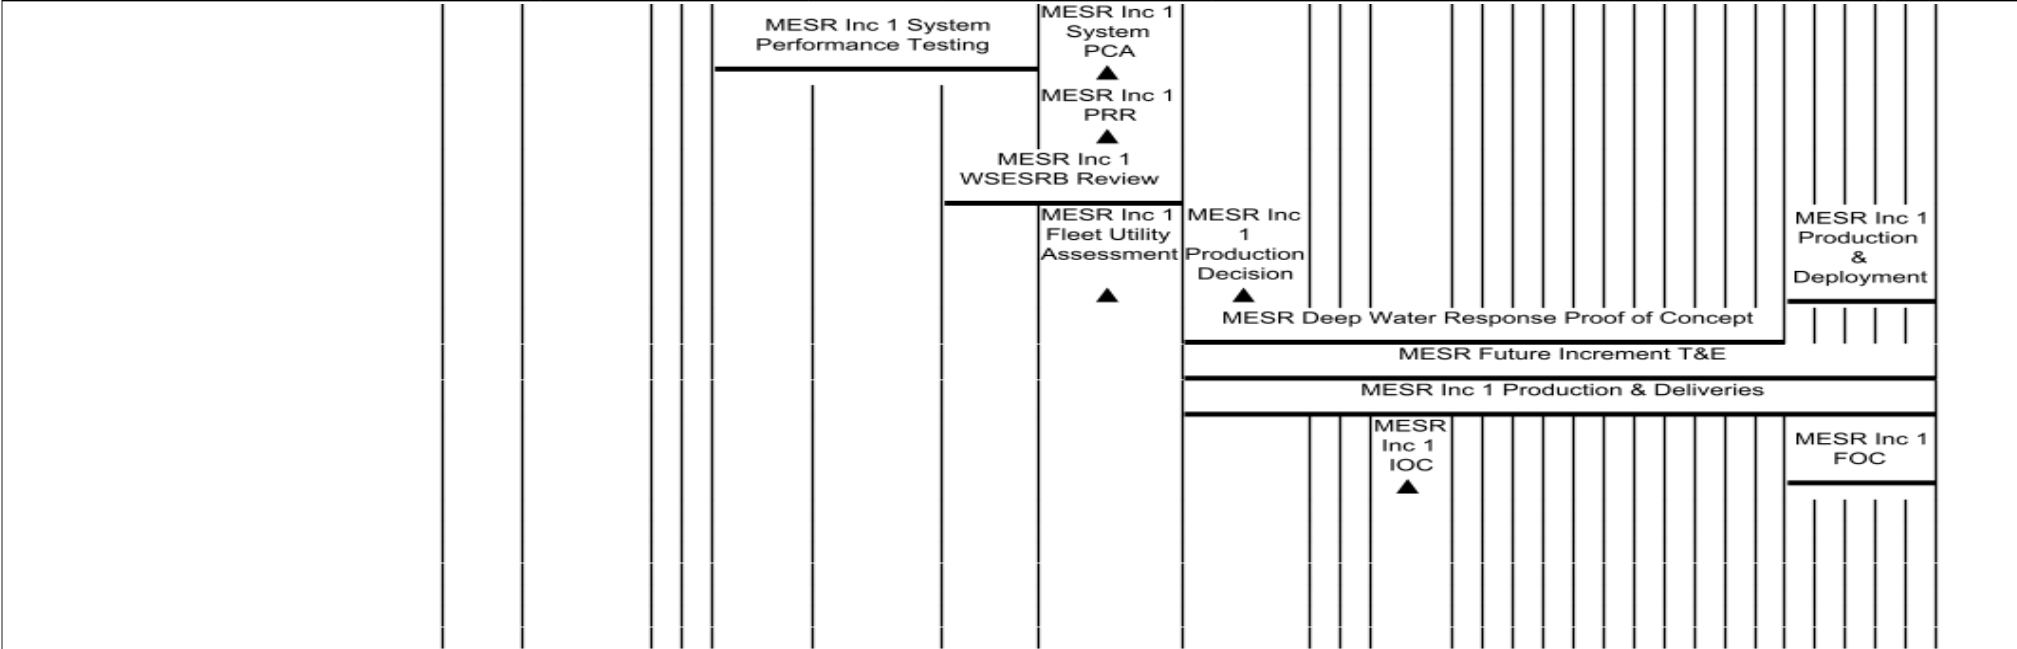 MESR Inc 1 System
Performance Testing
MESR Inc 1
System
PCA
MESR Inc 1
PRR
MESR Inc 1
WSESRB Review
MESR Inc 1
Fleet Utility
Assessment
MESR Inc
1
Production
Decision
MESR Inc 1
Production
&
Deployment
MESR Deep Water Response Proof of Concept
MESR Future Increment T&E
MESR Inc 1 Production & Deliveries
MESR
Inc 1
IOC
MESR Inc 1
FOC